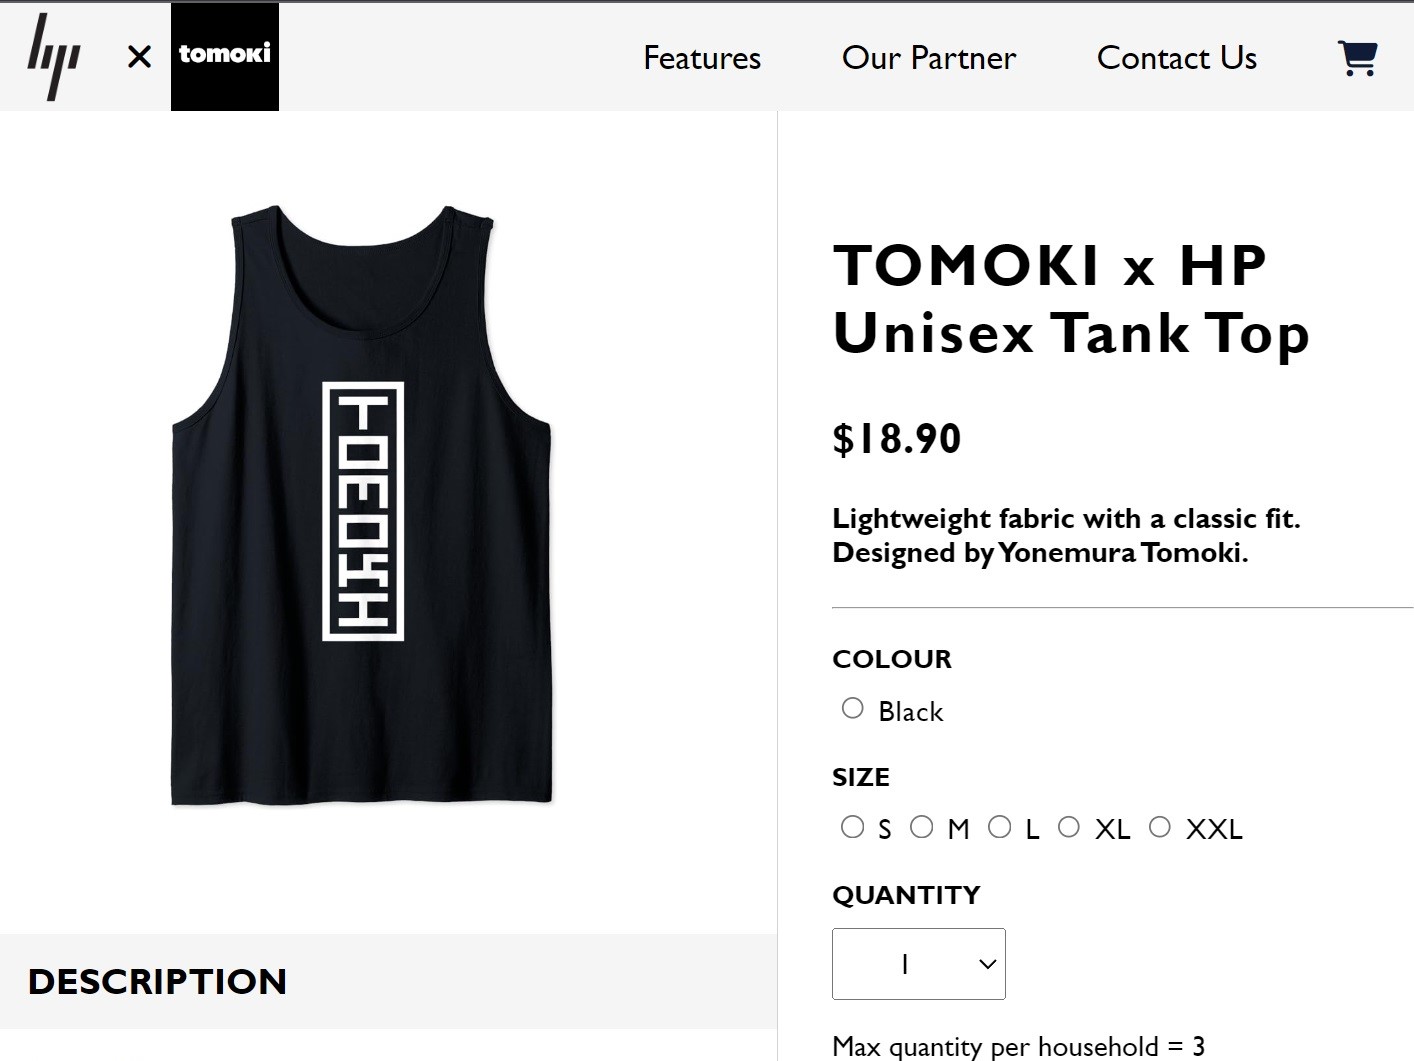 hp
×
tomoki
Features
Our Partner
Contact Us
TOMOKI
TOMOKI x HP
Unisex Tank Top
$18.90
Lightweight fabric with a classic fit.
Designed by Yonemura Tomoki.
COLOUR
Black
SIZE
S M L XL XXL
QUANTITY
1
Max quantity per household = 3
DESCRIPTION